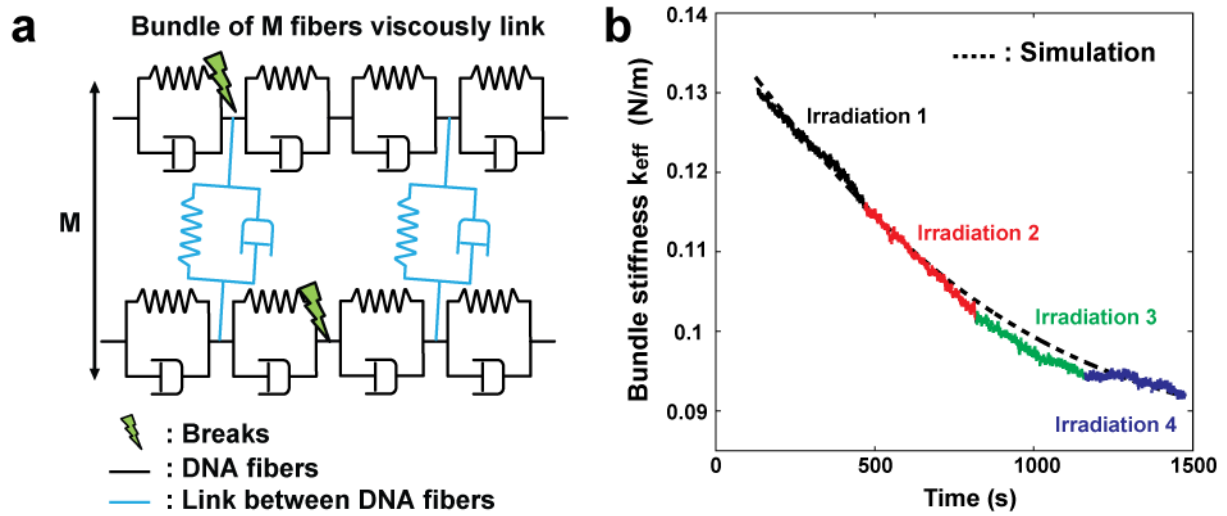 a
Bundle of M fibers viscously link
M
: Breaks
: DNA fibers
: Link between DNA fibers
b
Bundle stiffness keff (N/m)
0.14
0.13
0.12
0.11
0.1
0.09
: Simulation
Irradiation 1
Irradiation 2
Irradiation 3
Irradiation 4
0 500 1000 1500
Time (s)